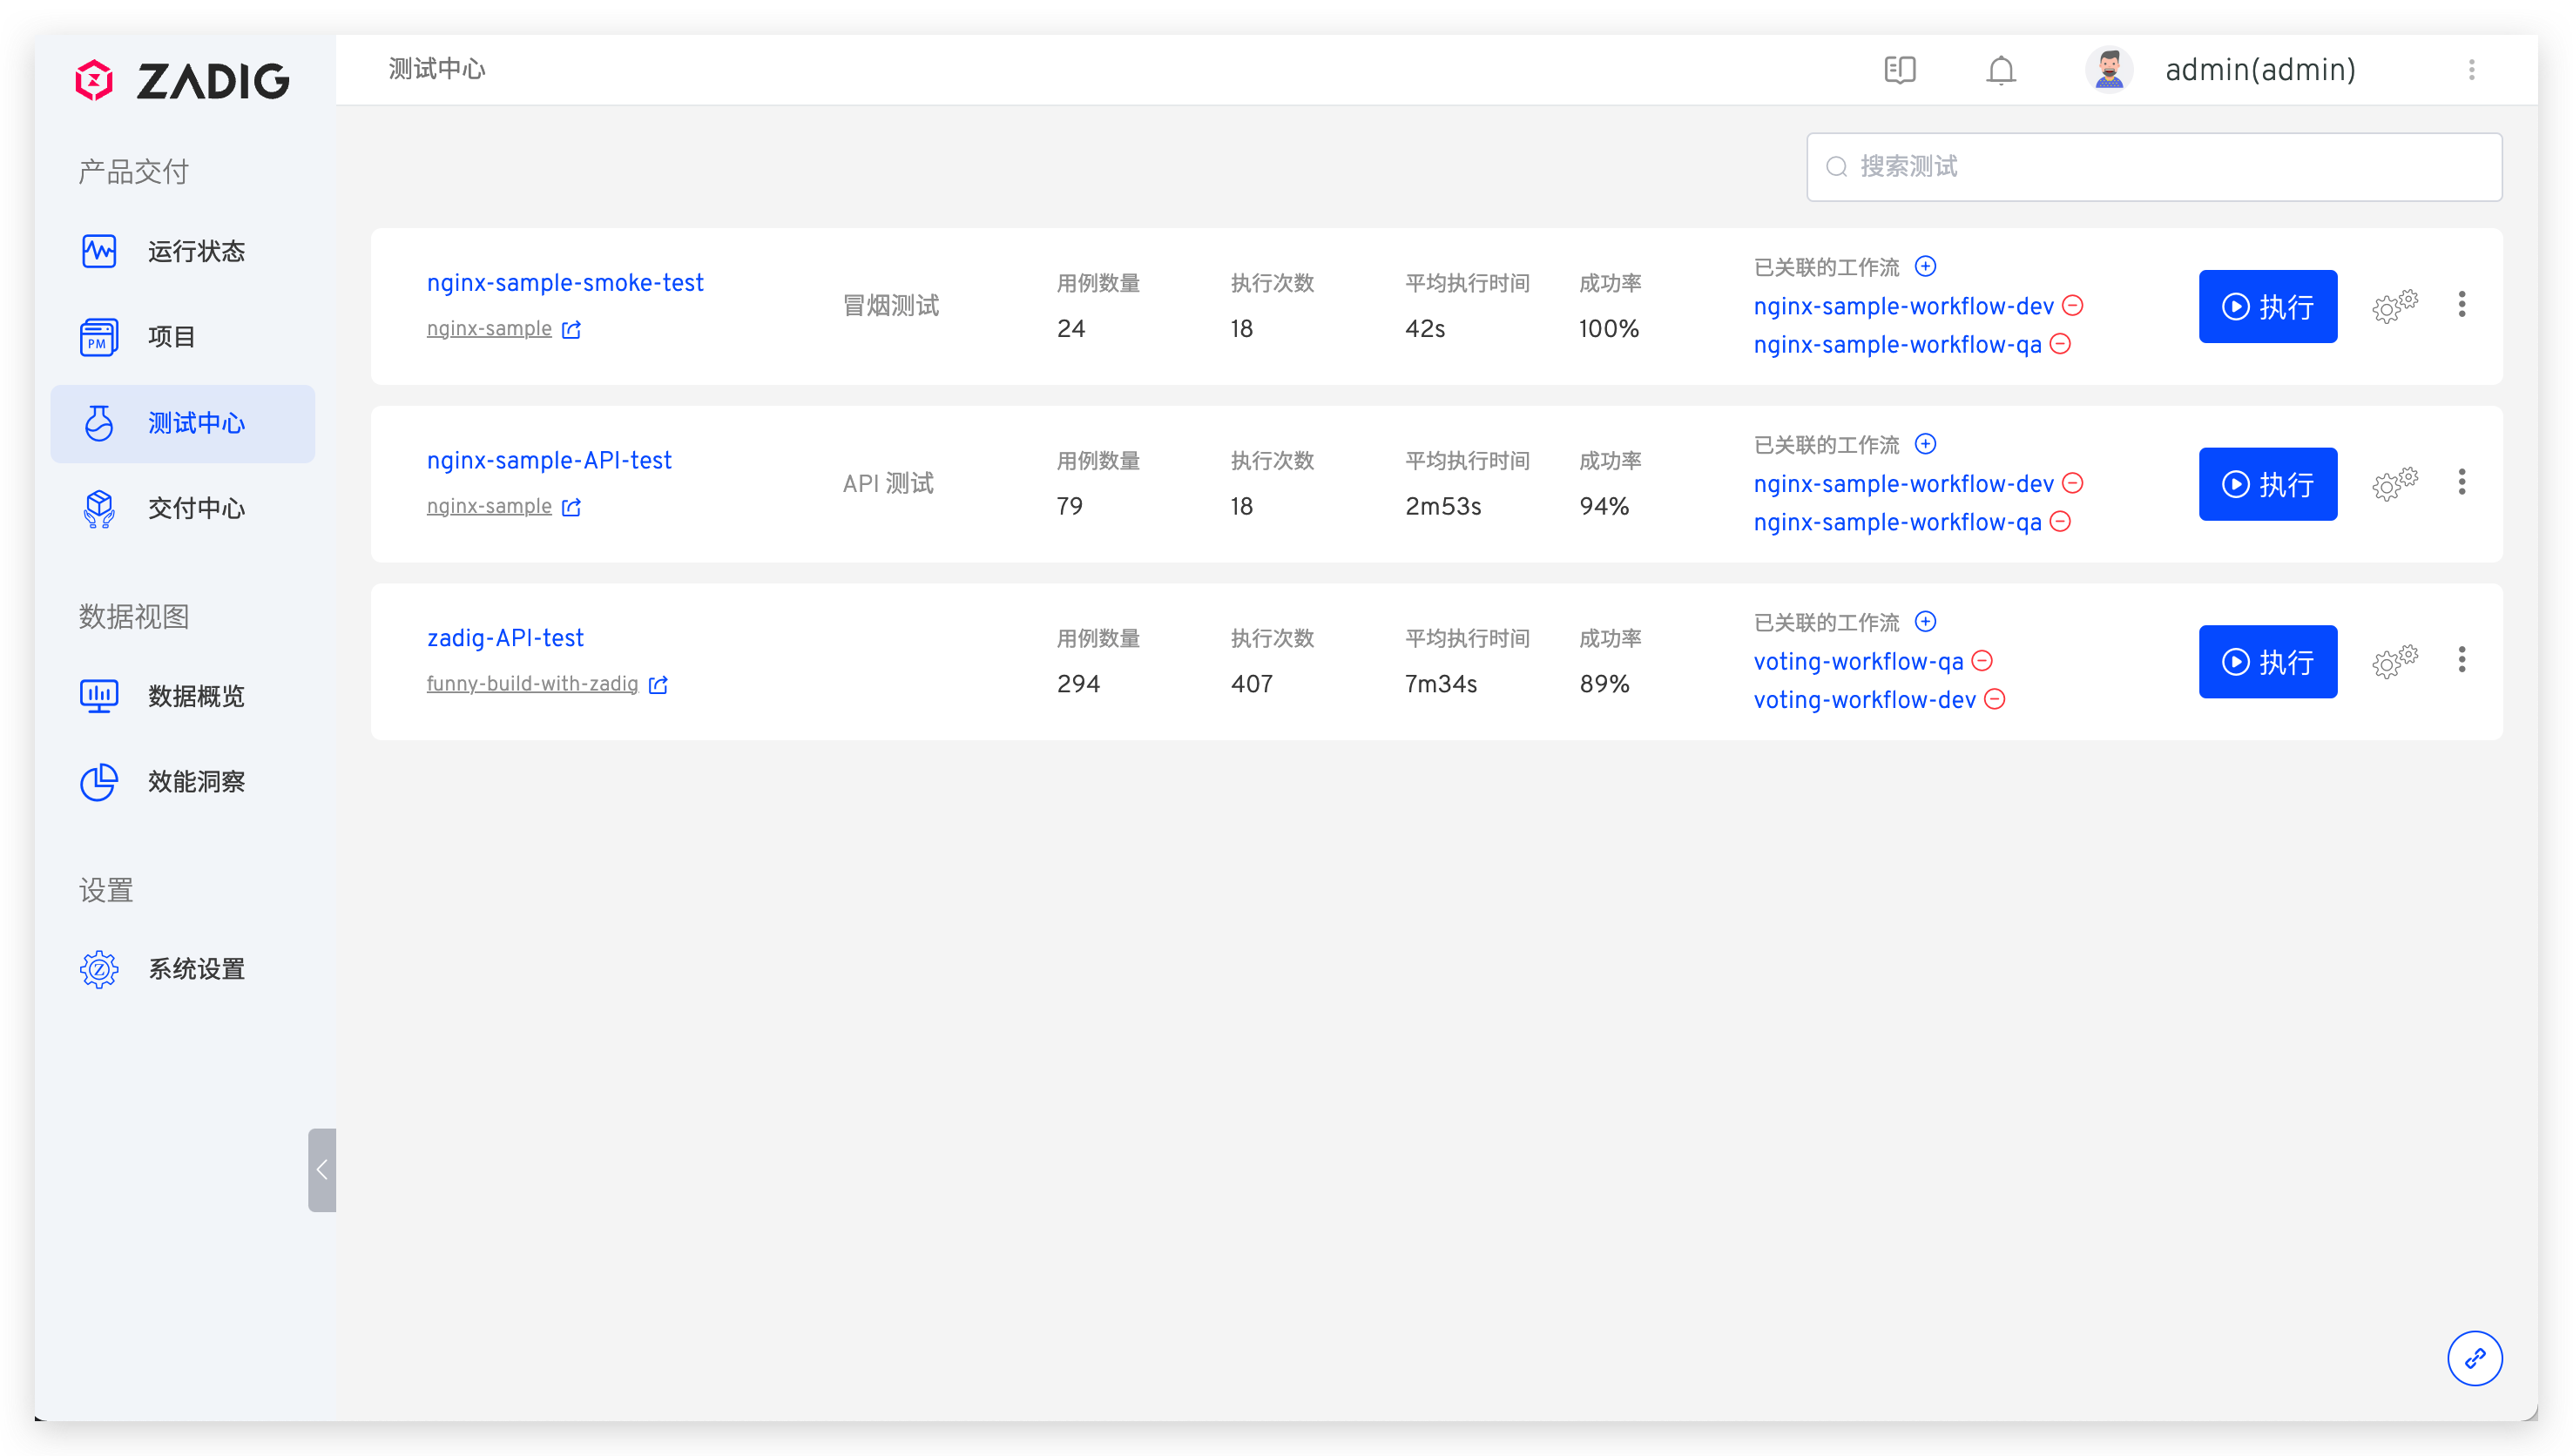 ZADIG
测试中心
admin(admin)
产品交付
运行状态
PM
项目
测试中心
交付中心
数据视图
数据概览
效能洞察
设置
Z
系统设置
搜索测试
nginx-sample-smoke-test
nginx-sample
冒烟测试
用例数量
24
执行次数
18
平均执行时间
42s
成功率
100%
已关联的工作流
nginx-sample-workflow-dev
nginx-sample-workflow-qa
执行
nginx-sample-API-test
nginx-sample
API 测试
用例数量
79
执行次数
18
平均执行时间
2m53s
成功率
94%
已关联的工作流
nginx-sample-workflow-dev
nginx-sample-workflow-qa
执行
zadig-API-test
funny-build-with-zadig
用例数量
294
执行次数
407
平均执行时间
7m34s
成功率
89%
已关联的工作流
voting-workflow-qa
voting-workflow-dev
执行